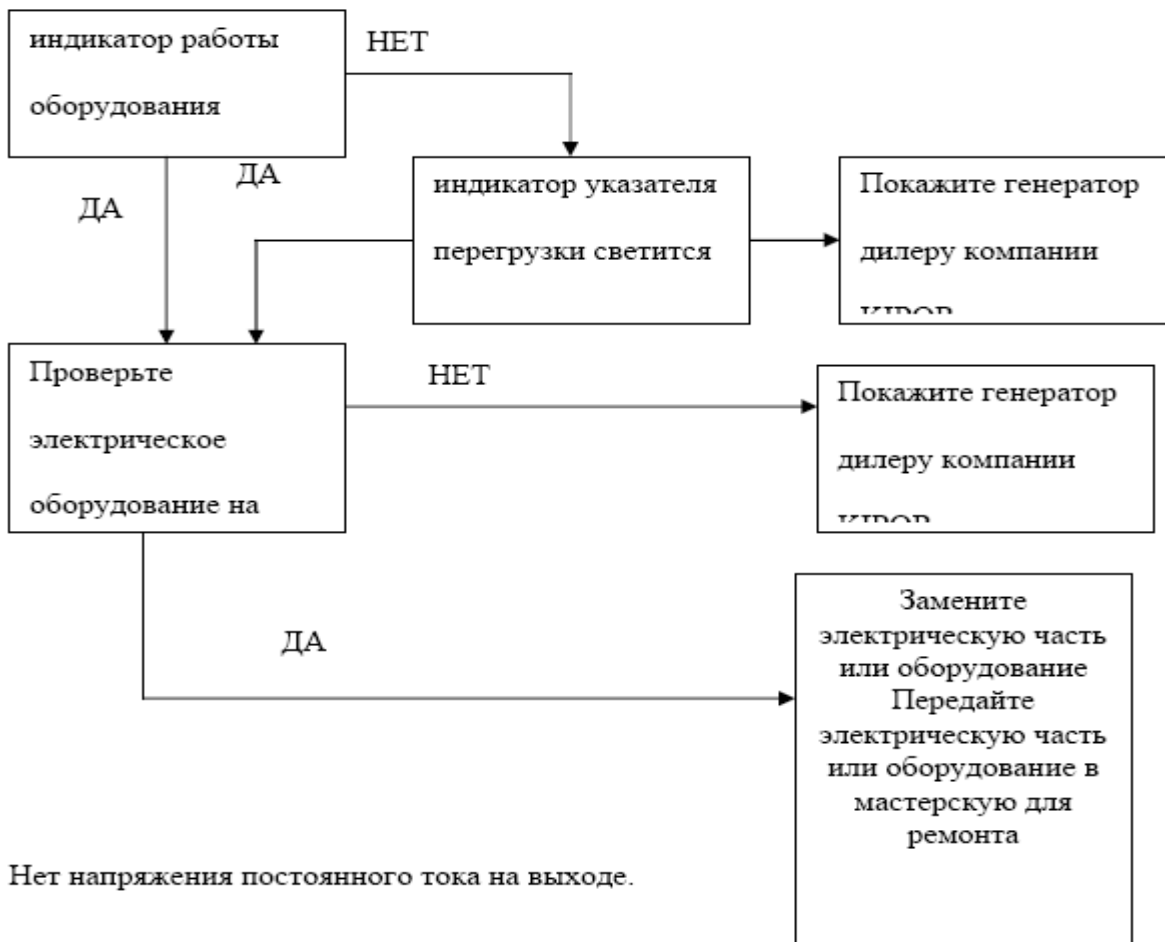 индикатор работы
оборудования
НЕТ
ДА
ДА
индикатор указателя
перегрузки светится
Покажите генератор
дилеру компании
Проверьте
электрическое
оборудование на
НЕТ
Покажите генератор
дилеру компании
ДА
Замените
электрическую часть
или оборудование
Передайте
электрическую часть
или оборудование в
мастерскую для
ремонта
Нет напряжения постоянного тока на выходе.